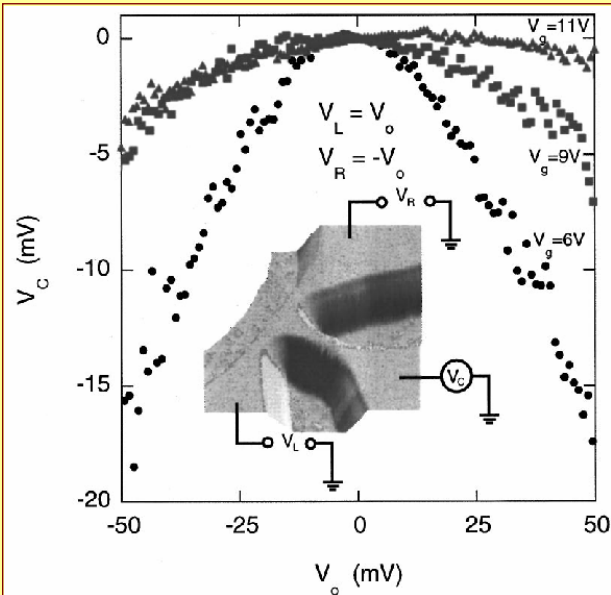 0
-5
-10
-15
-20
V_C (mV)
V_g=11V
V_L = V_o
V_R = -V_o
V_g=9V
V_R
V_g=6V
V_C
V_L
-50 -25 0 25 50
V_o (mV)